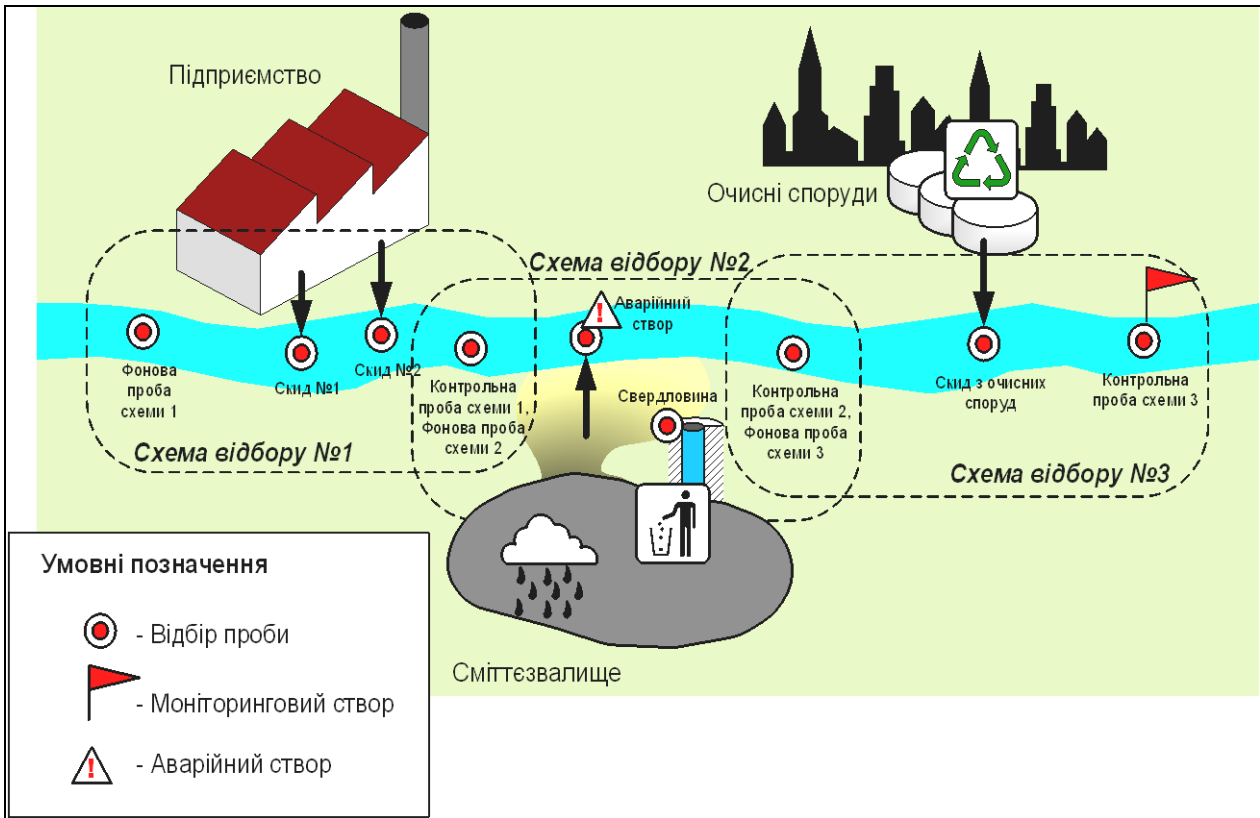 Підприємство
Очисні споруди
Схема відбору №2
Аварійний
створ
Фонова
проба
схеми 1
Скид №1
Скид №2
Контрольна
проба схеми 1,
Фонова проба
схеми 2
Свердловина
Контрольна
проба схеми 2,
Фонова проба
схеми 3
Скид з очисних
споруд
Контрольна
проба схеми 3
Схема відбору №1
Схема відбору №3
Сміттєзвалище
Умовні позначення
- Відбір проби
- Моніторинговий створ
- Аварійний створ